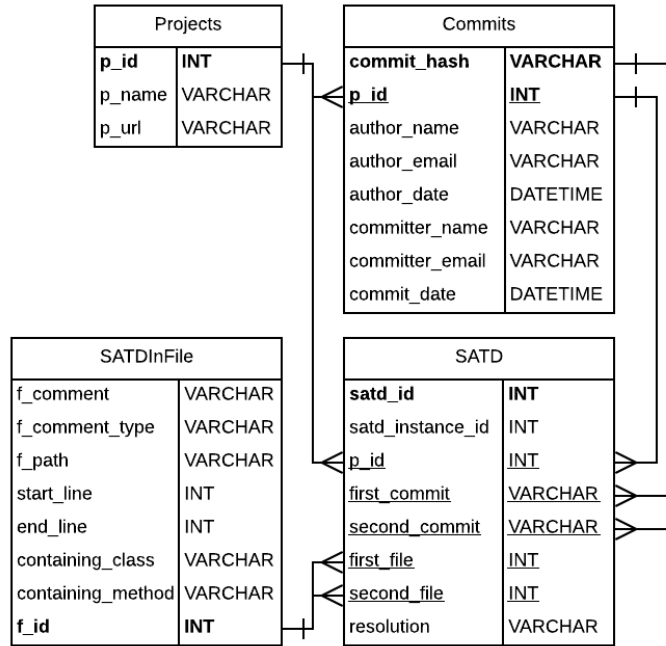 Projects
p_id INT
p_name VARCHAR
p_url VARCHAR
Commits
commit_hash VARCHAR
p_id INT
author_name VARCHAR
author_email VARCHAR
author_date DATETIME
committer_name VARCHAR
committer_email VARCHAR
commit_date DATETIME
SATDInFile
f_comment VARCHAR
f_comment_type VARCHAR
f_path VARCHAR
start_line INT
end_line INT
containing_class VARCHAR
containing_method VARCHAR
f_id INT
SATD
satd_id INT
satd_instance_id INT
p_id INT
first_commit VARCHAR
second_commit VARCHAR
first_file INT
second_file INT
resolution VARCHAR